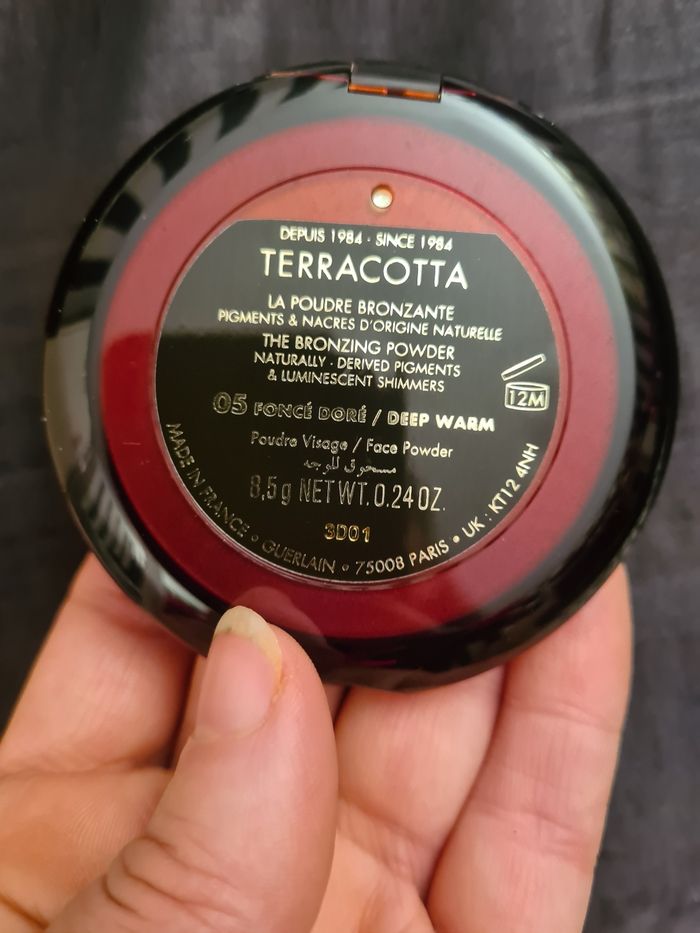 DEPUIS 1984 · SINCE 1984
TERRACOTTA
LA POUDRE BRONZANTE
PIGMENTS & NACRES D'ORIGINE NATURELLE
THE BRONZING POWDER
NATURALLY - DERIVED PIGMENTS
& LUMINESCENT SHIMMERS
12M
05 FONCÉ DORÉ / DEEP WARM
Poudre Visage / Face Powder
مسحوق للوجه
8,5g NET WT. 0.24 OZ.
3D01
MADE IN FRANCE • GUERLAIN • 75008 PARIS • UK : KT12 4NH